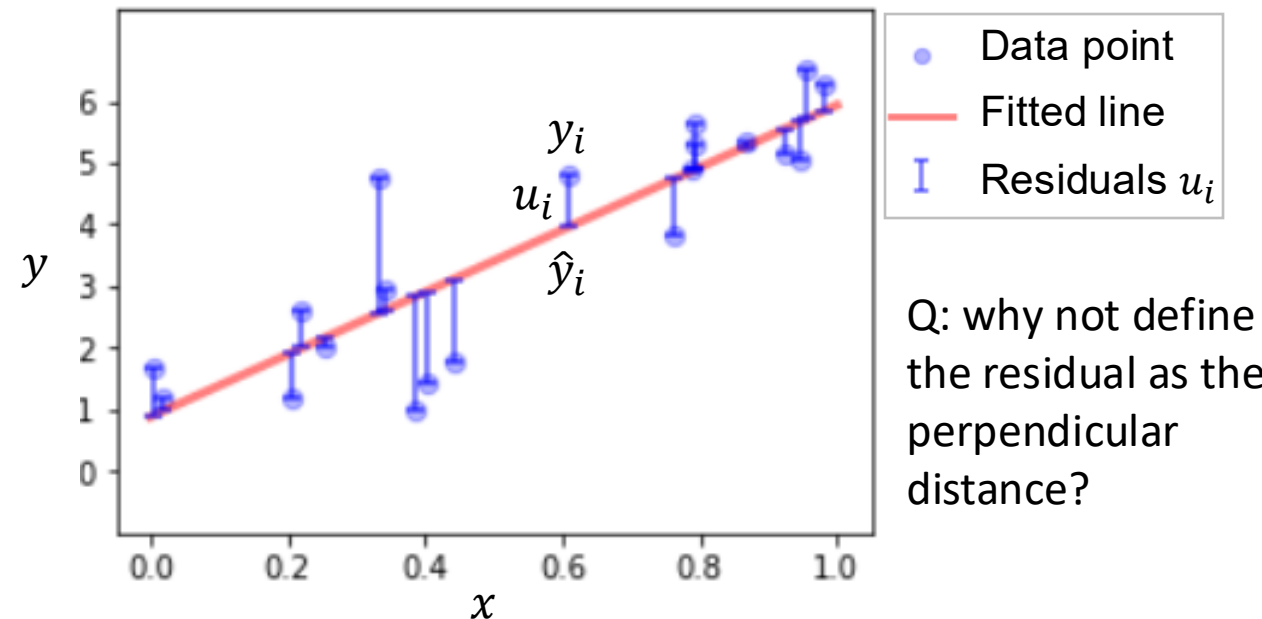 Data point
Fitted line
Residuals uᵢ
yᵢ
uᵢ
ŷᵢ
y
6
5
4
3
2
1
0
0.0 0.2 0.4 0.6 0.8 1.0
x
Q: why not define
the residual as the
perpendicular
distance?